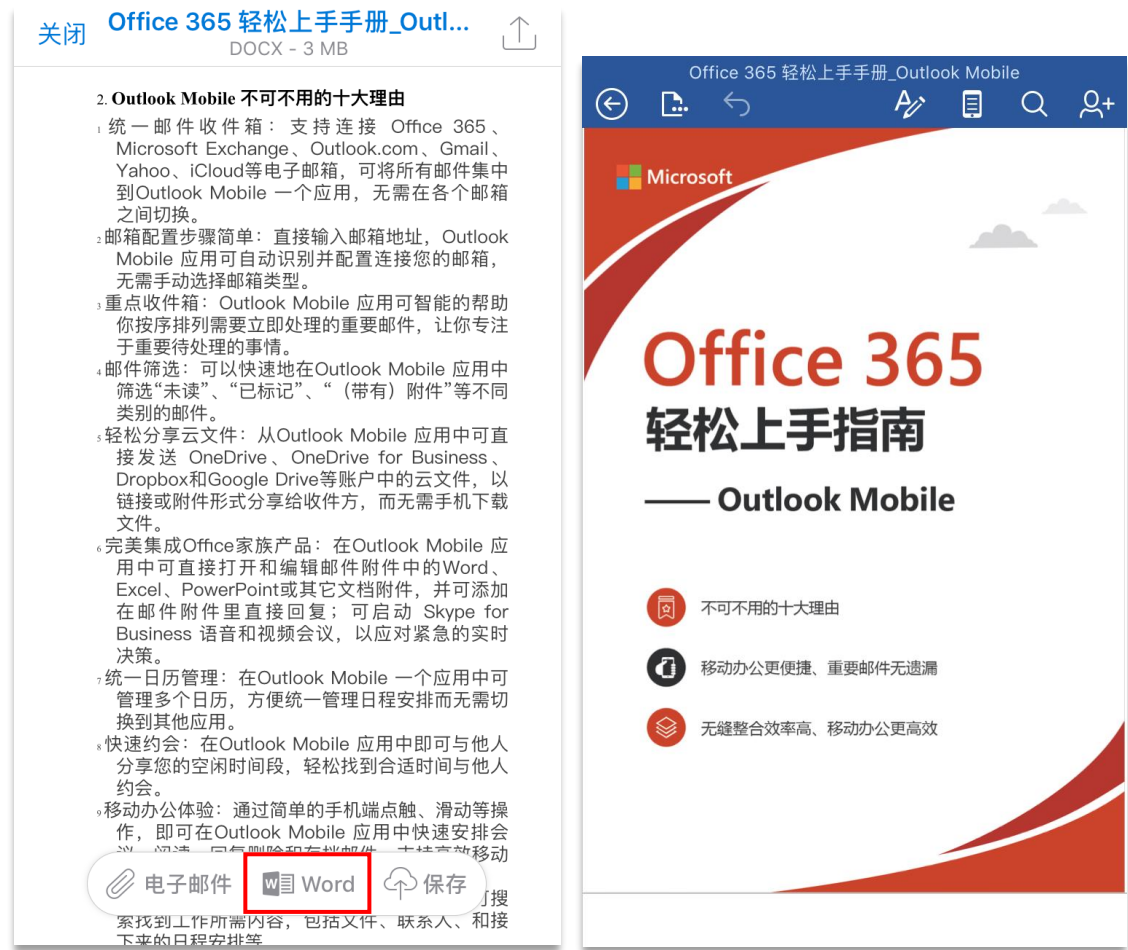 关闭
Office 365 轻松上手手册_Outl...
DOCX - 3 MB
2. Outlook Mobile 不可不用的十大理由
1 统一邮件收件箱：支持连接 Office 365、
Microsoft Exchange、Outlook.com、Gmail、
Yahoo、iCloud等电子邮箱，可将所有邮件集中
到Outlook Mobile 一个应用，无需在各个邮箱
之间切换。
2 邮箱配置步骤简单：直接输入邮箱地址，Outlook
Mobile 应用可自动识别并配置连接您的邮箱，
无需手动选择邮箱类型。
3 重点收件箱：Outlook Mobile 应用可智能的帮助
你按序排列需要立即处理的重要邮件，让你专注
于重要待处理的事情。
4 邮件筛选：可以快速地在Outlook Mobile 应用中
筛选“未读”、“已标记”、“（带有）附件”等不同
类别的邮件。
5 轻松分享云文件：从Outlook Mobile 应用中可直
接发送 OneDrive、OneDrive for Business、
Dropbox和Google Drive等账户中的云文件，以
链接或附件形式分享给收件方，而无需手机下载
文件。
6 完美集成Office家族产品：在Outlook Mobile 应
用中可直接打开和编辑邮件附件中的Word、
Excel、PowerPoint或其它文档附件，并可添加
在邮件附件里直接回复；可启动 Skype for
Business 语音和视频会议，以应对紧急的实时
决策。
7 统一日历管理：在Outlook Mobile 一个应用中可
管理多个日历，方便统一管理日程安排而无需切
换到其他应用。
8 快速约会：在Outlook Mobile 应用中即可与他人
分享您的空闲时间段，轻松找到合适时间与他人
约会。
9 移动办公体验：通过简单的手机端点触、滑动等操
作，即可在Outlook Mobile 应用中快速安排会
移动
电子邮件
Word
保存
搜
索找到工作所需内容，包括文件、联系人、和接
下来的日程安排等
Office 365 轻松上手手册_Outlook Mobile
Microsoft
Office 365
轻松上手指南
—— Outlook Mobile
不可不用的十大理由
移动办公更便捷、重要邮件无遗漏
无缝整合效率高、移动办公更高效